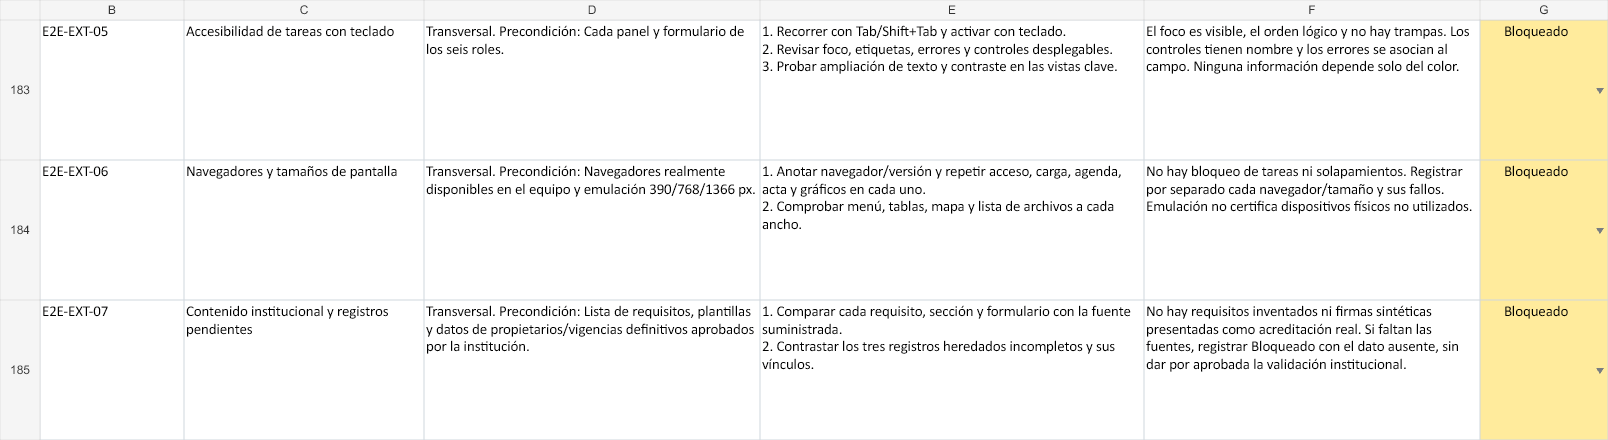 B C D E F G
183
E2E-EXT-05
Accesibilidad de tareas con teclado
Transversal. Precondición: Cada panel y formulario de
los seis roles.
1. Recorrer con Tab/Shift+Tab y activar con teclado.
2. Revisar foco, etiquetas, errores y controles desplegables.
3. Probar ampliación de texto y contraste en las vistas clave.
El foco es visible, el orden lógico y no hay trampas. Los
controles tienen nombre y los errores se asocian al
campo. Ninguna información depende solo del color.
Bloqueado
184
E2E-EXT-06
Navegadores y tamaños de pantalla
Transversal. Precondición: Navegadores realmente
disponibles en el equipo y emulación 390/768/1366 px.
1. Anotar navegador/versión y repetir acceso, carga, agenda,
acta y gráficos en cada uno.
2. Comprobar menú, tablas, mapa y lista de archivos a cada
ancho.
No hay bloqueo de tareas ni solapamientos. Registrar
por separado cada navegador/tamaño y sus fallos.
Emulación no certifica dispositivos físicos no utilizados.
Bloqueado
185
E2E-EXT-07
Contenido institucional y registros
pendientes
Transversal. Precondición: Lista de requisitos, plantillas
y datos de propietarios/vigencias definitivos aprobados
por la institución.
1. Comparar cada requisito, sección y formulario con la fuente
suministrada.
2. Contrastar los tres registros heredados incompletos y sus
vínculos.
No hay requisitos inventados ni firmas sintéticas
presentadas como acreditación real. Si faltan las
fuentes, registrar Bloqueado con el dato ausente, sin
dar por aprobada la validación institucional.
Bloqueado